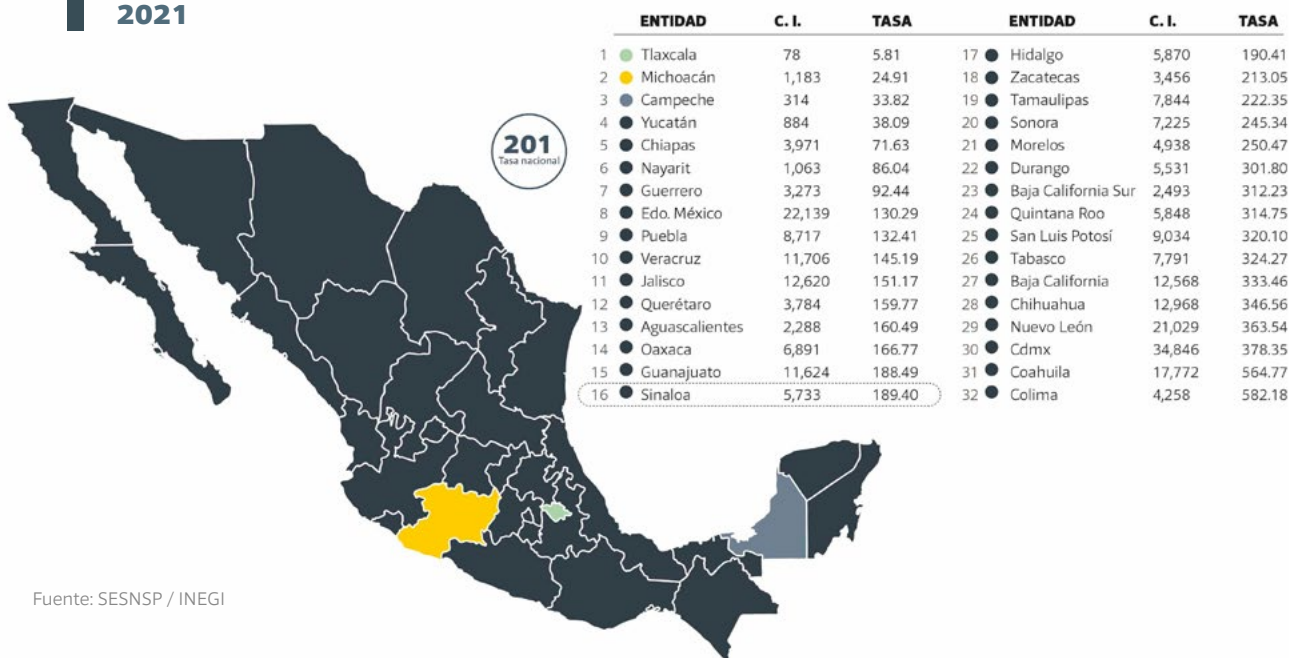 2021
ENTIDAD C. I. TASA
1 Tlaxcala 78 5.81
2 Michoacán 1,183 24.91
3 Campeche 314 33.82
4 Yucatán 884 38.09
5 Chiapas 3,971 71.63
6 Nayarit 1,063 86.04
7 Guerrero 3,273 92.44
8 Edo. México 22,139 130.29
9 Puebla 8,717 132.41
10 Veracruz 11,706 145.19
11 Jalisco 12,620 151.17
12 Querétaro 3,784 159.77
13 Aguascalientes 2,288 160.49
14 Oaxaca 6,891 166.77
15 Guanajuato 11,624 188.49
16 Sinaloa 5,733 189.40
ENTIDAD C. I. TASA
17 Hidalgo 5,870 190.41
18 Zacatecas 3,456 213.05
19 Tamaulipas 7,844 222.35
20 Sonora 7,225 245.34
21 Morelos 4,938 250.47
22 Durango 5,531 301.80
23 Baja California Sur 2,493 312.23
24 Quintana Roo 5,848 314.75
25 San Luis Potosí 9,034 320.10
26 Tabasco 7,791 324.27
27 Baja California 12,568 333.46
28 Chihuahua 12,968 346.56
29 Nuevo León 21,029 363.54
30 Cdmx 34,846 378.35
31 Coahuila 17,772 564.77
32 Colima 4,258 582.18
201
Tasa nacional
Fuente: SESNSP / INEGI